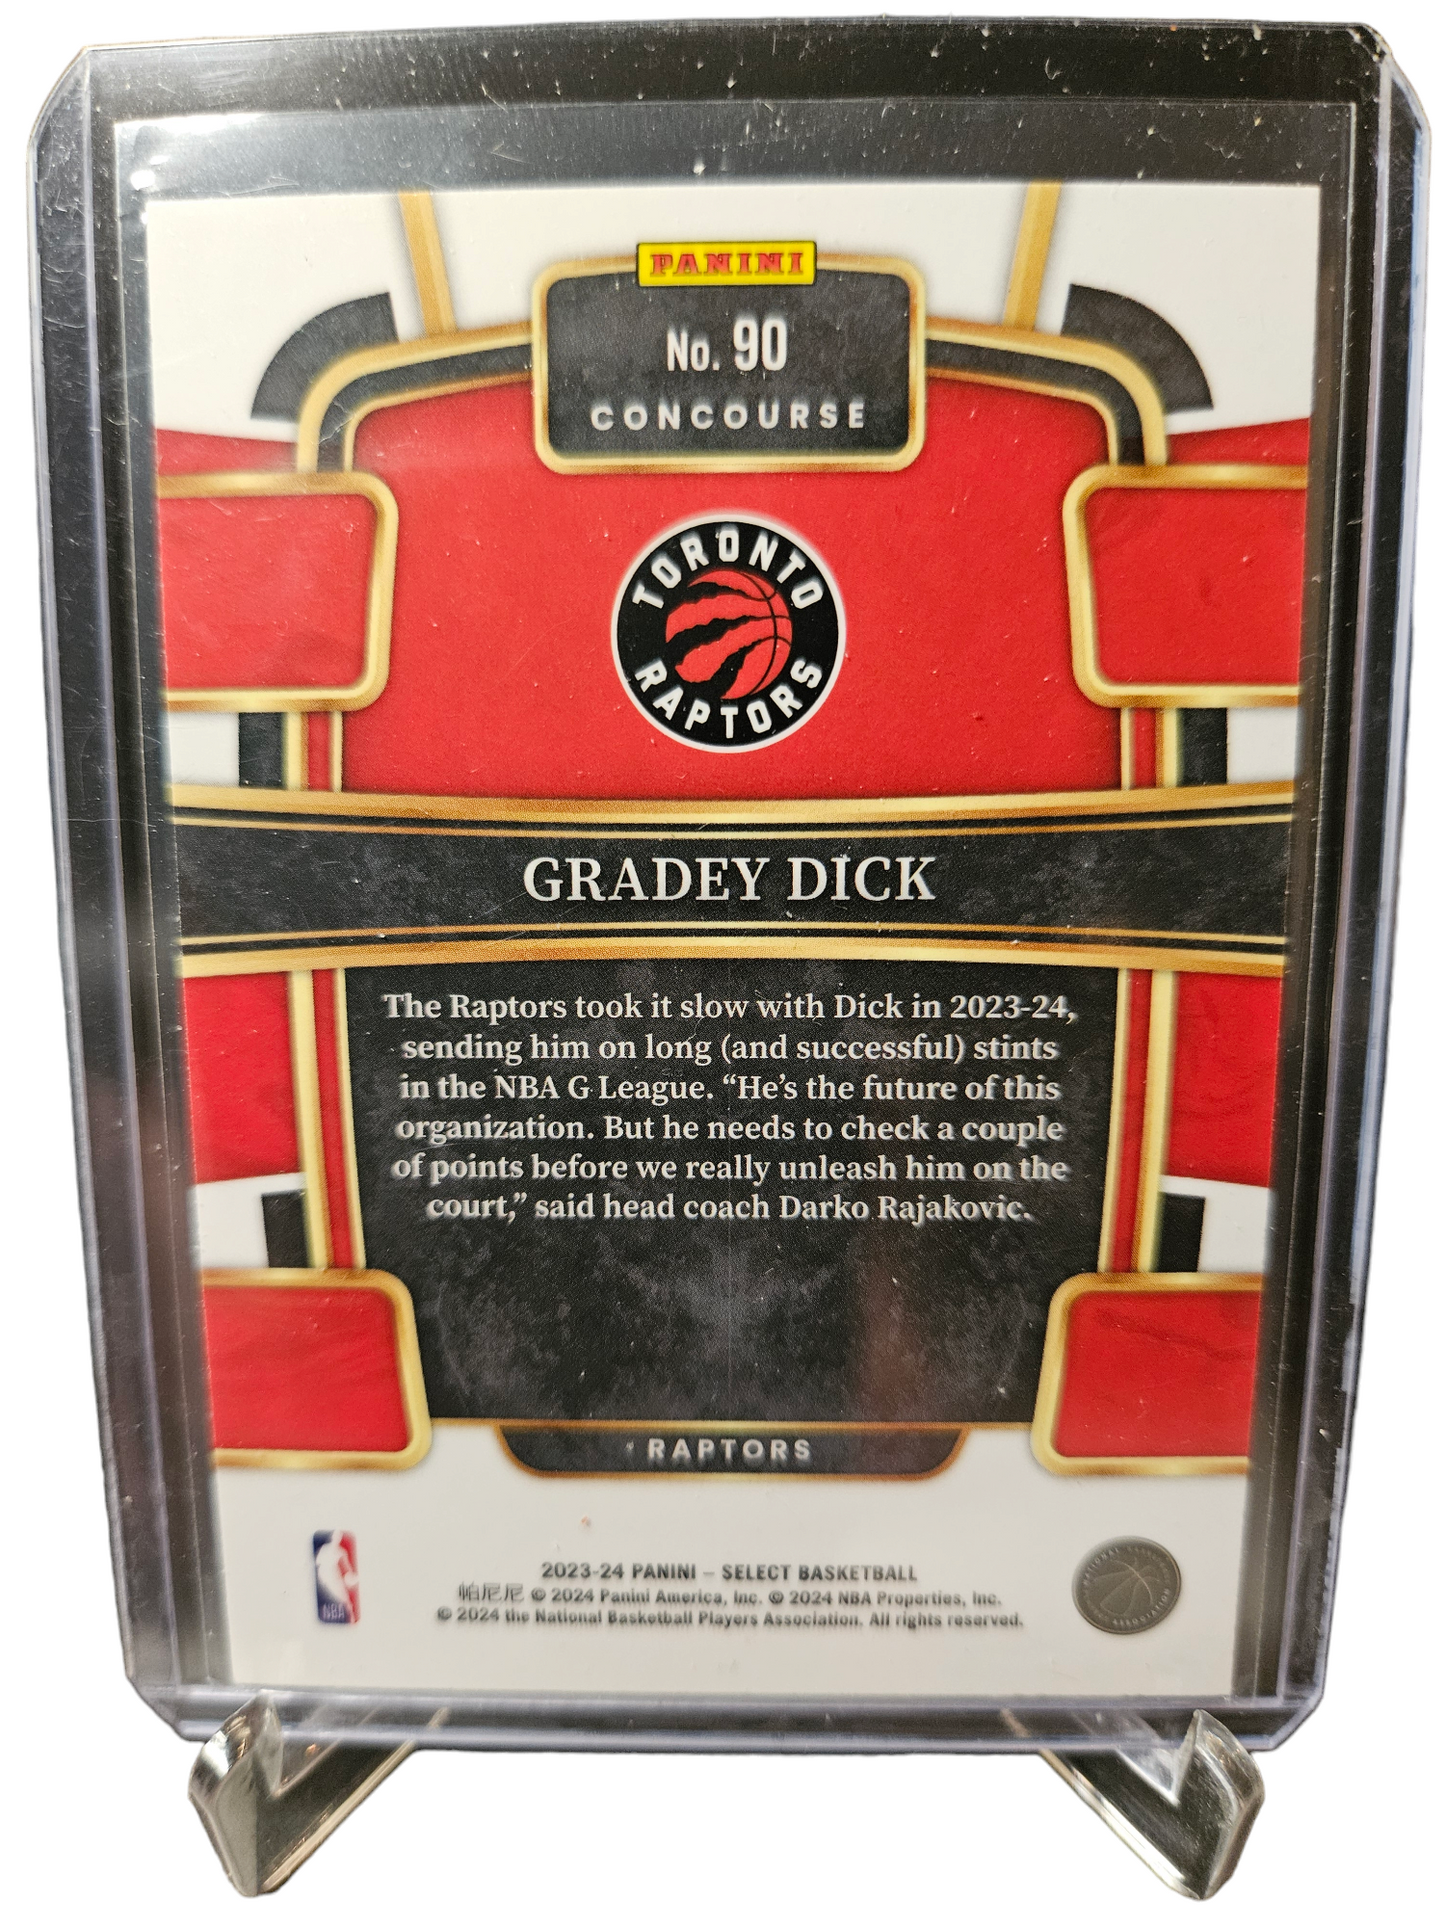 PANINI
No. 90
CONCOURSE
TORONTO
RAPTORS
GRADEY DICK
The Raptors took it slow with Dick in 2023-24,
sending him on long (and successful) stints
in the NBA G League. “He’s the future of this
organization. But he needs to check a couple
of points before we really unleash him on the
court,” said head coach Darko Rajakovic.
RAPTORS
NBA
2023-24 PANINI – SELECT BASKETBALL
帕尼尼 © 2024 Panini America, Inc. © 2024 NBA Properties, Inc.
© 2024 the National Basketball Players Association. All rights reserved.